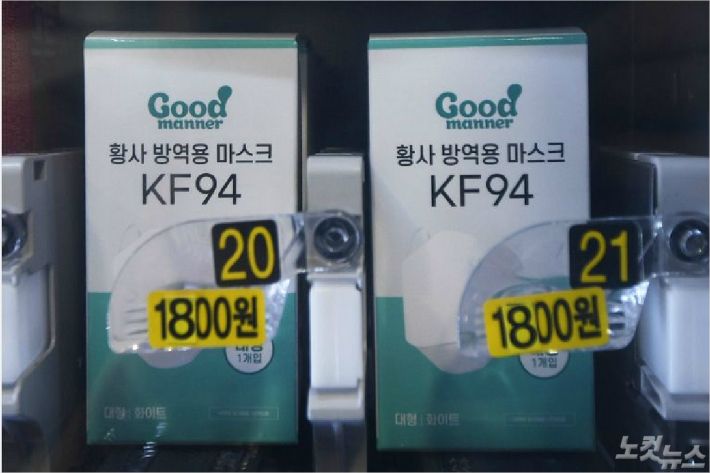 Good
manner
황사 방역용 마스크
KF94
20
1800원
1개입
대형 : 화이트
Good
manner
황사 방역용 마스크
KF94
21
1800원
1개입
대형 : 화이트
노컷뉴스